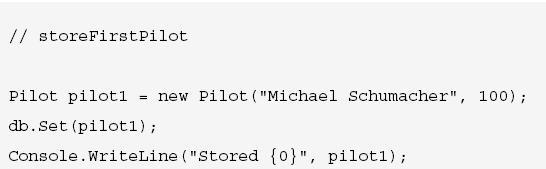 // storeFirstPilot
Pilot pilot1 = new Pilot("Michael Schumacher", 100);
db.Set(pilot1);
Console.WriteLine("Stored {0}", pilot1);